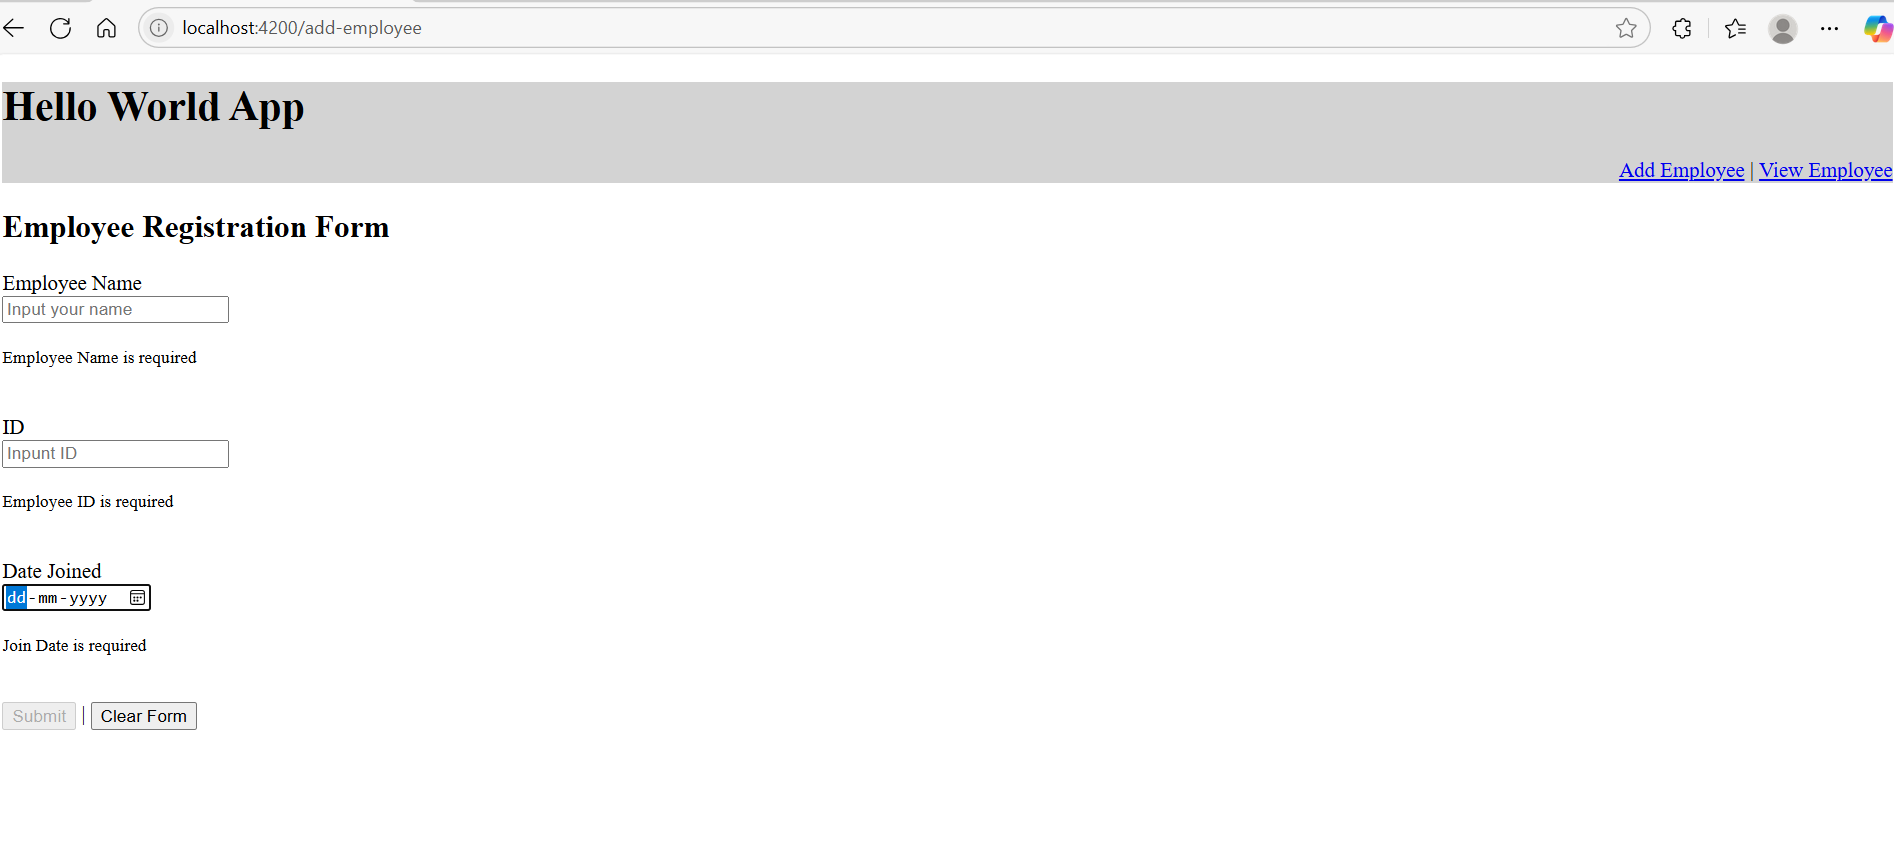 localhost:4200/add-employee
Hello World App
Add Employee | View Employee
Employee Registration Form
Employee Name
Input your name
Employee Name is required
ID
Inpunt ID
Employee ID is required
Date Joined
dd-mm-yyyy
Join Date is required
Submit | Clear Form